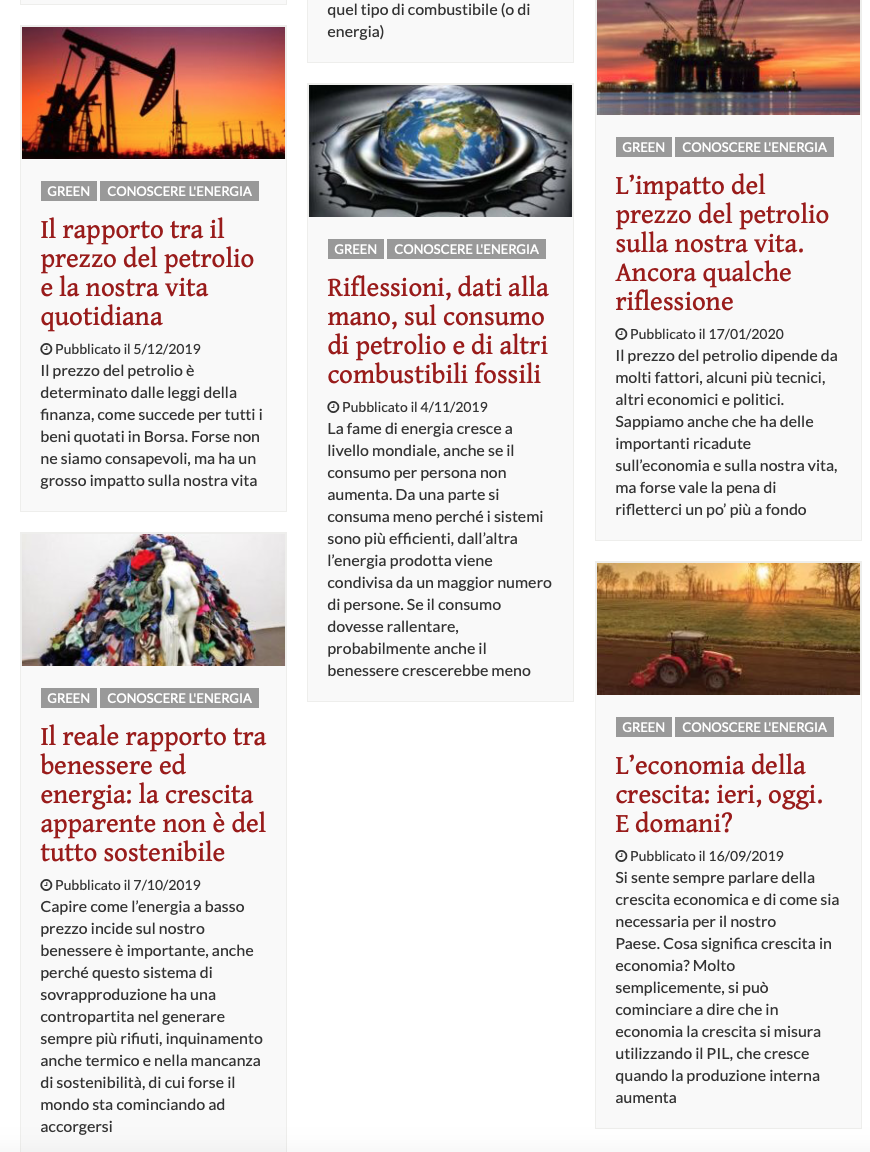 quel tipo di combustibile (o di
energia)
GREEN CONOSCERE L'ENERGIA
Il rapporto tra il
prezzo del petrolio
e la nostra vita
quotidiana
Pubblicato il 5/12/2019
Il prezzo del petrolio è
determinato dalle leggi della
finanza, come succede per tutti i
beni quotati in Borsa. Forse non
ne siamo consapevoli, ma ha un
grosso impatto sulla nostra vita
GREEN CONOSCERE L'ENERGIA
Riflessioni, dati alla
mano, sul consumo
di petrolio e di altri
combustibili fossili
Pubblicato il 4/11/2019
La fame di energia cresce a
livello mondiale, anche se il
consumo per persona non
aumenta. Da una parte si
consuma meno perché i sistemi
sono più efficienti, dall’altra
l’energia prodotta viene
condivisa da un maggior numero
di persone. Se il consumo
dovesse rallentare,
probabilmente anche il
benessere crescerebbe meno
GREEN CONOSCERE L'ENERGIA
L’impatto del
prezzo del petrolio
sulla nostra vita.
Ancora qualche
riflessione
Pubblicato il 17/01/2020
Il prezzo del petrolio dipende da
molti fattori, alcuni più tecnici,
altri economici e politici.
Sappiamo anche che ha delle
importanti ricadute
sull’economia e sulla nostra vita,
ma forse vale la pena di
rifletterci un po’ più a fondo
GREEN CONOSCERE L'ENERGIA
Il reale rapporto tra
benessere ed
energia: la crescita
apparente non è del
tutto sostenibile
Pubblicato il 7/10/2019
Capire come l’energia a basso
prezzo incide sul nostro
benessere è importante, anche
perché questo sistema di
sovrapproduzione ha una
contropartita nel generare
sempre più rifiuti, inquinamento
anche termico e nella mancanza
di sostenibilità, di cui forse il
mondo sta cominciando ad
accorgersi
GREEN CONOSCERE L'ENERGIA
L’economia della
crescita: ieri, oggi.
E domani?
Pubblicato il 16/09/2019
Si sente sempre parlare della
crescita economica e di come sia
necessaria per il nostro
Paese. Cosa significa crescita in
economia? Molto
semplicemente, si può
cominciare a dire che in
economia la crescita si misura
utilizzando il PIL, che cresce
quando la produzione interna
aumenta